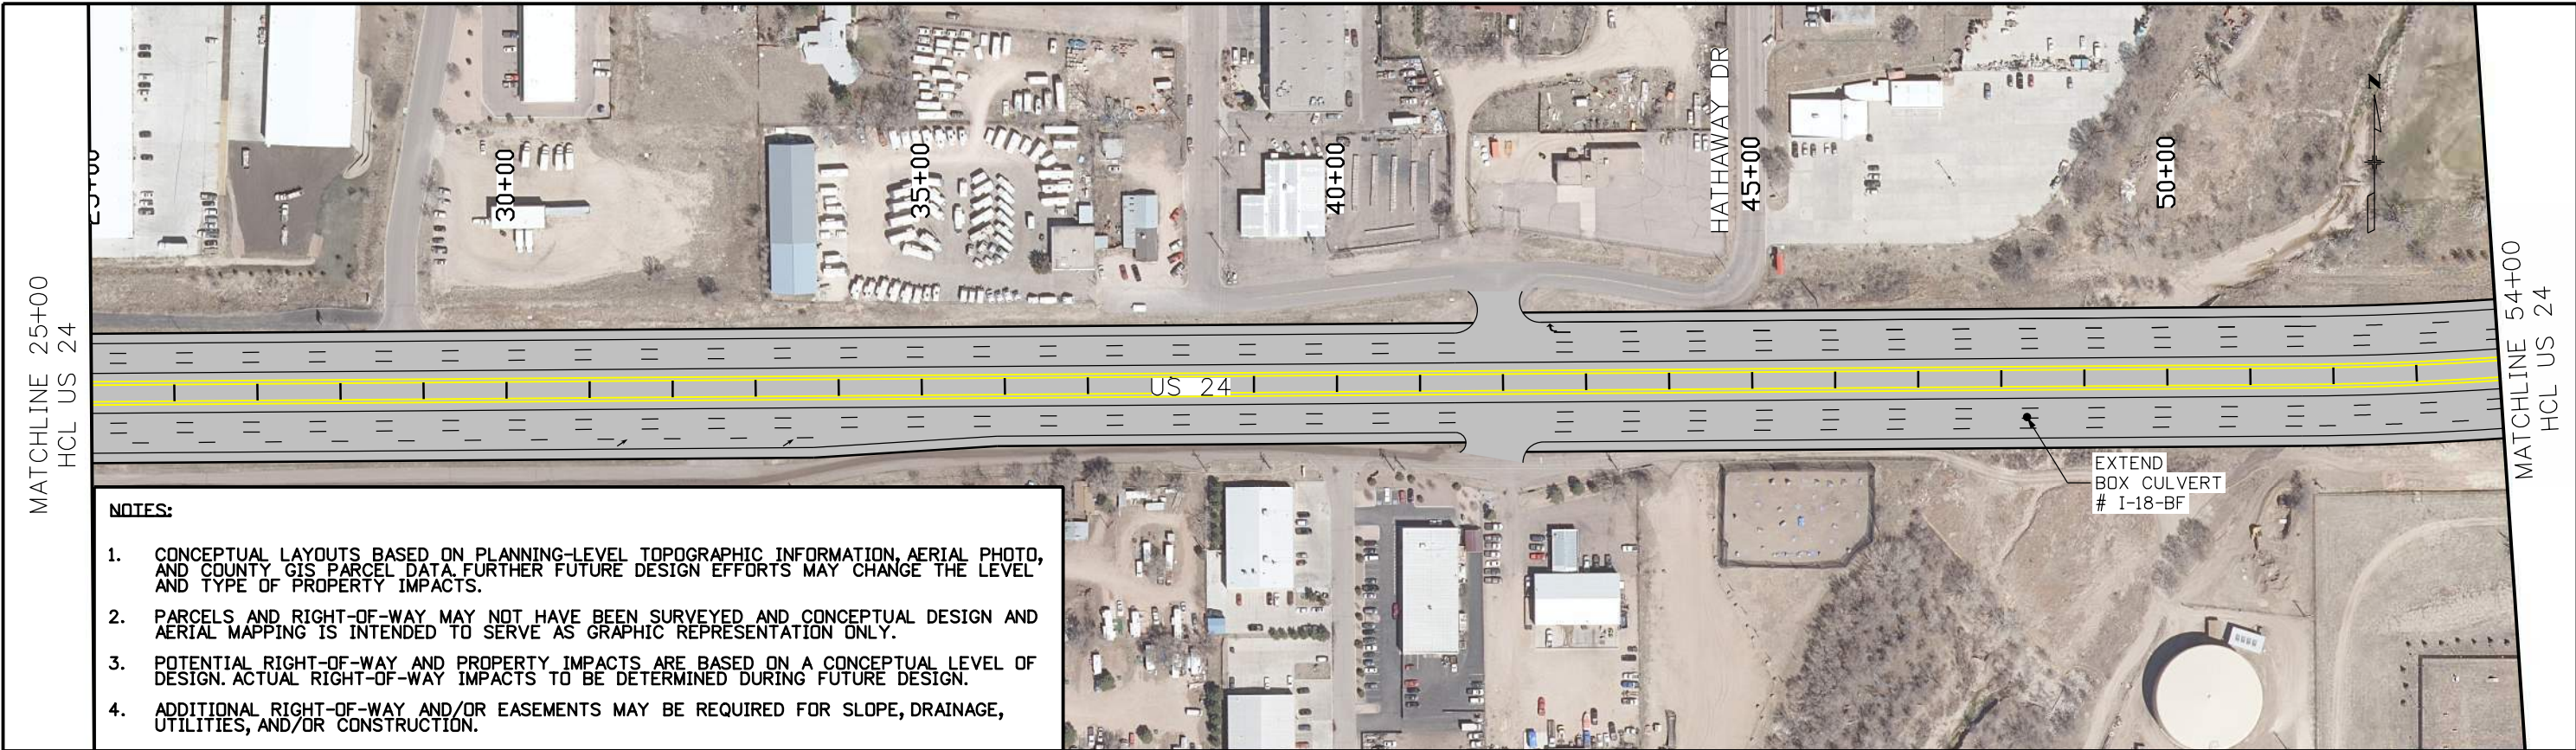 MATCHLINE 25+00
HCL US 24
30+00
35+00
40+00
HATHAWAY DR
45+00
50+00
N
MATCHLINE 54+00
HCL US 24
US 24
EXTEND
BOX CULVERT
# I-18-BF
NOTES:
1. CONCEPTUAL LAYOUTS BASED ON PLANNING-LEVEL TOPOGRAPHIC INFORMATION, AERIAL PHOTO,
AND COUNTY GIS PARCEL DATA. FURTHER FUTURE DESIGN EFFORTS MAY CHANGE THE LEVEL
AND TYPE OF PROPERTY IMPACTS.
2. PARCELS AND RIGHT-OF-WAY MAY NOT HAVE BEEN SURVEYED AND CONCEPTUAL DESIGN AND
AERIAL MAPPING IS INTENDED TO SERVE AS GRAPHIC REPRESENTATION ONLY.
3. POTENTIAL RIGHT-OF-WAY AND PROPERTY IMPACTS ARE BASED ON A CONCEPTUAL LEVEL OF
DESIGN. ACTUAL RIGHT-OF-WAY IMPACTS TO BE DETERMINED DURING FUTURE DESIGN.
4. ADDITIONAL RIGHT-OF-WAY AND/OR EASEMENTS MAY BE REQUIRED FOR SLOPE, DRAINAGE,
UTILITIES, AND/OR CONSTRUCTION.